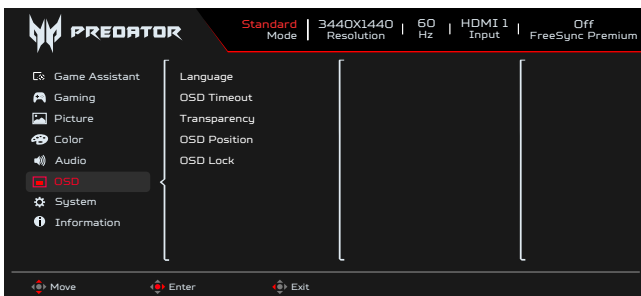 PREDATOR
Standard Mode
3440X1440 Resolution
60 Hz
HDMI 1 Input
Off FreeSync Premium
Game Assistant
Gaming
Picture
Color
Audio
OSD
System
Information
Language
OSD Timeout
Transparency
OSD Position
OSD Lock
Move
Enter
Exit